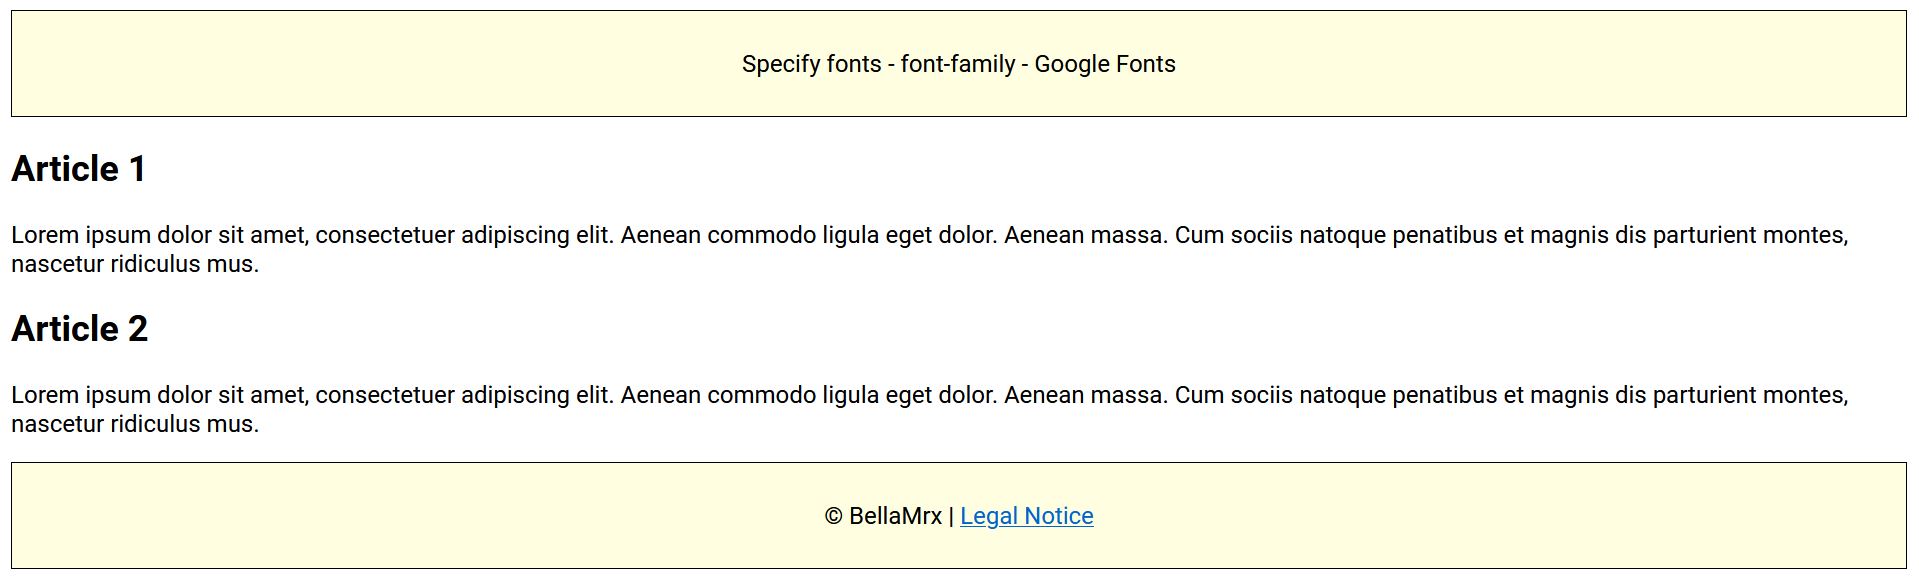 Specify fonts - font-family - Google Fonts
Article 1
Lorem ipsum dolor sit amet, consectetuer adipiscing elit. Aenean commodo ligula eget dolor. Aenean massa. Cum sociis natoque penatibus et magnis dis parturient montes,
nascetur ridiculus mus.
Article 2
Lorem ipsum dolor sit amet, consectetuer adipiscing elit. Aenean commodo ligula eget dolor. Aenean massa. Cum sociis natoque penatibus et magnis dis parturient montes,
nascetur ridiculus mus.
© BellaMrx | Legal Notice